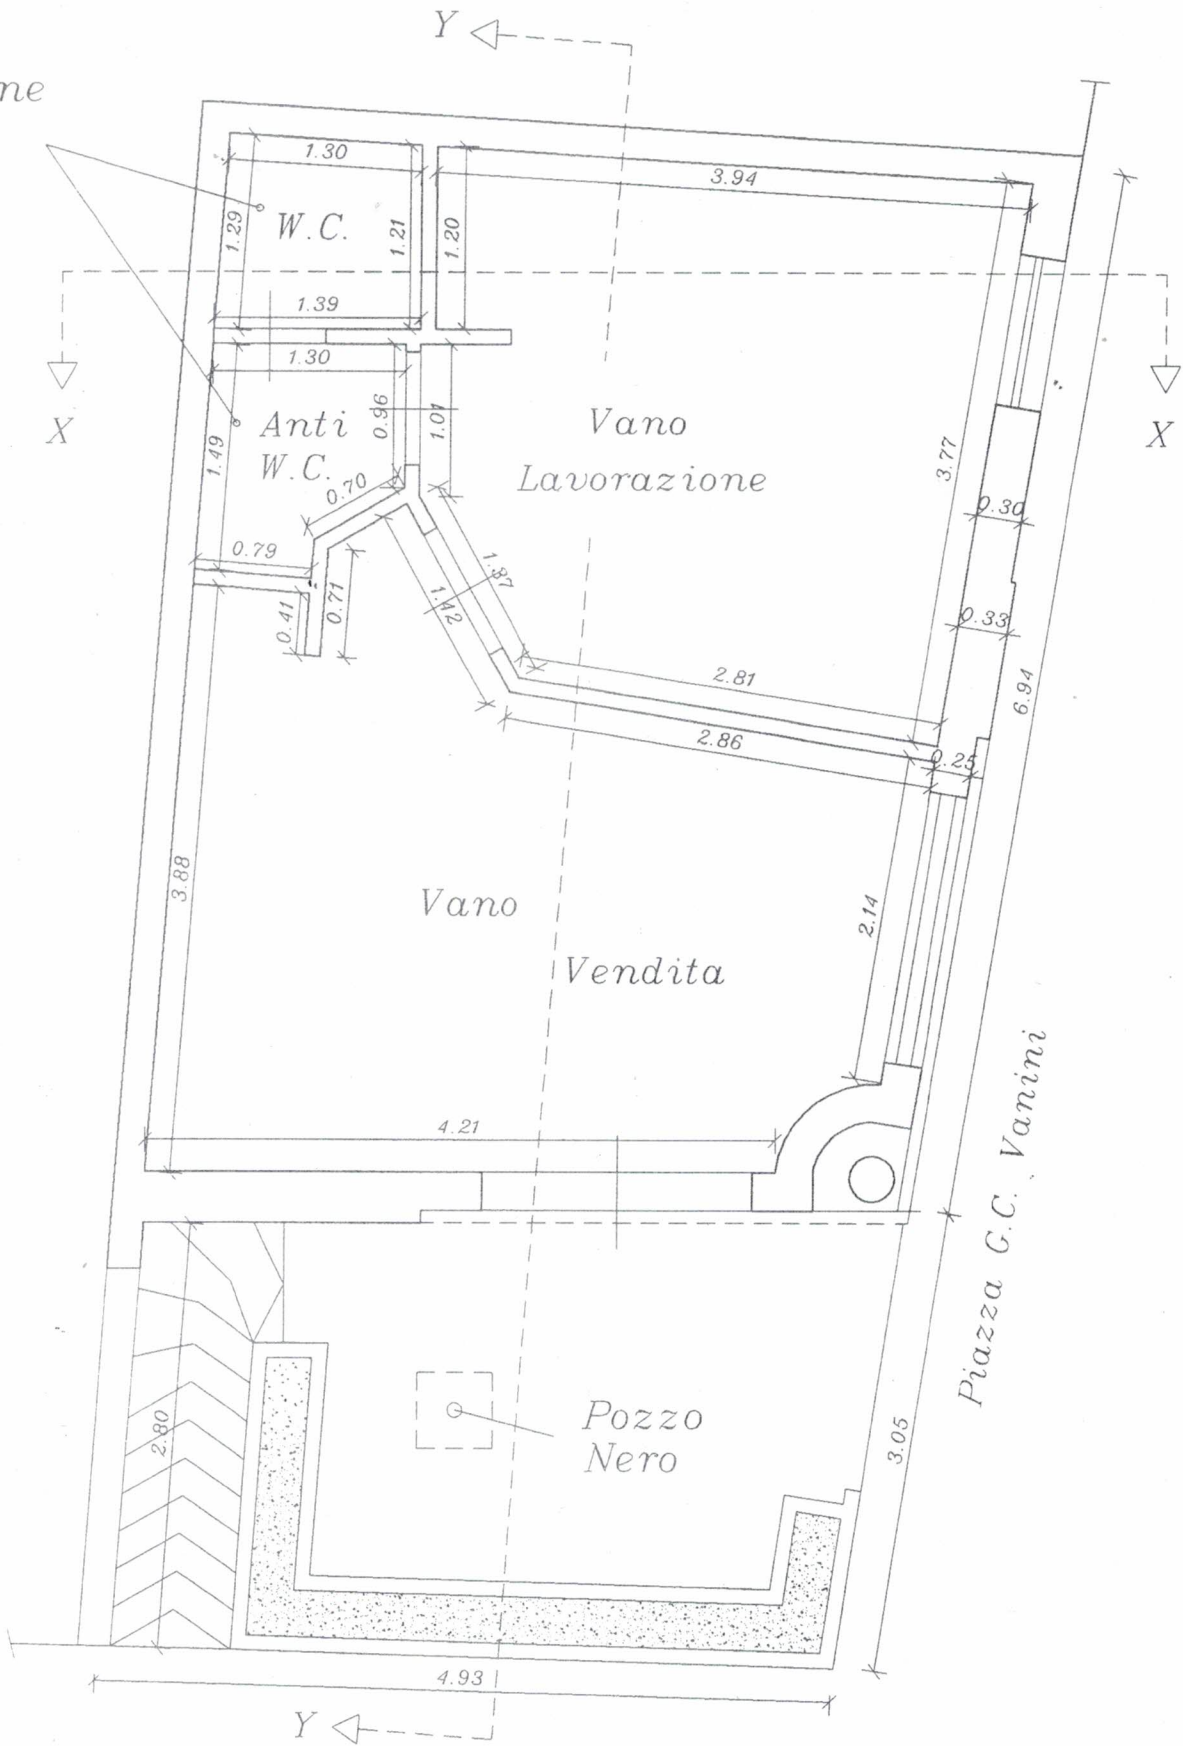 Y
ne
1.30
3.94
1.29
W.C.
1.21
1.20
1.39
1.30
X
Anti
W.C.
0.96
1.01
Vano
Lavorazione
X
1.49
0.70
3.77
0.30
0.79
0.41
0.71
1.42
1.87
0.33
2.81
6.94
2.86
0.25
3.88
Vano
Vendita
2.14
4.21
Piazza G.C. Vanini
2.80
Pozzo
Nero
3.05
4.93
Y